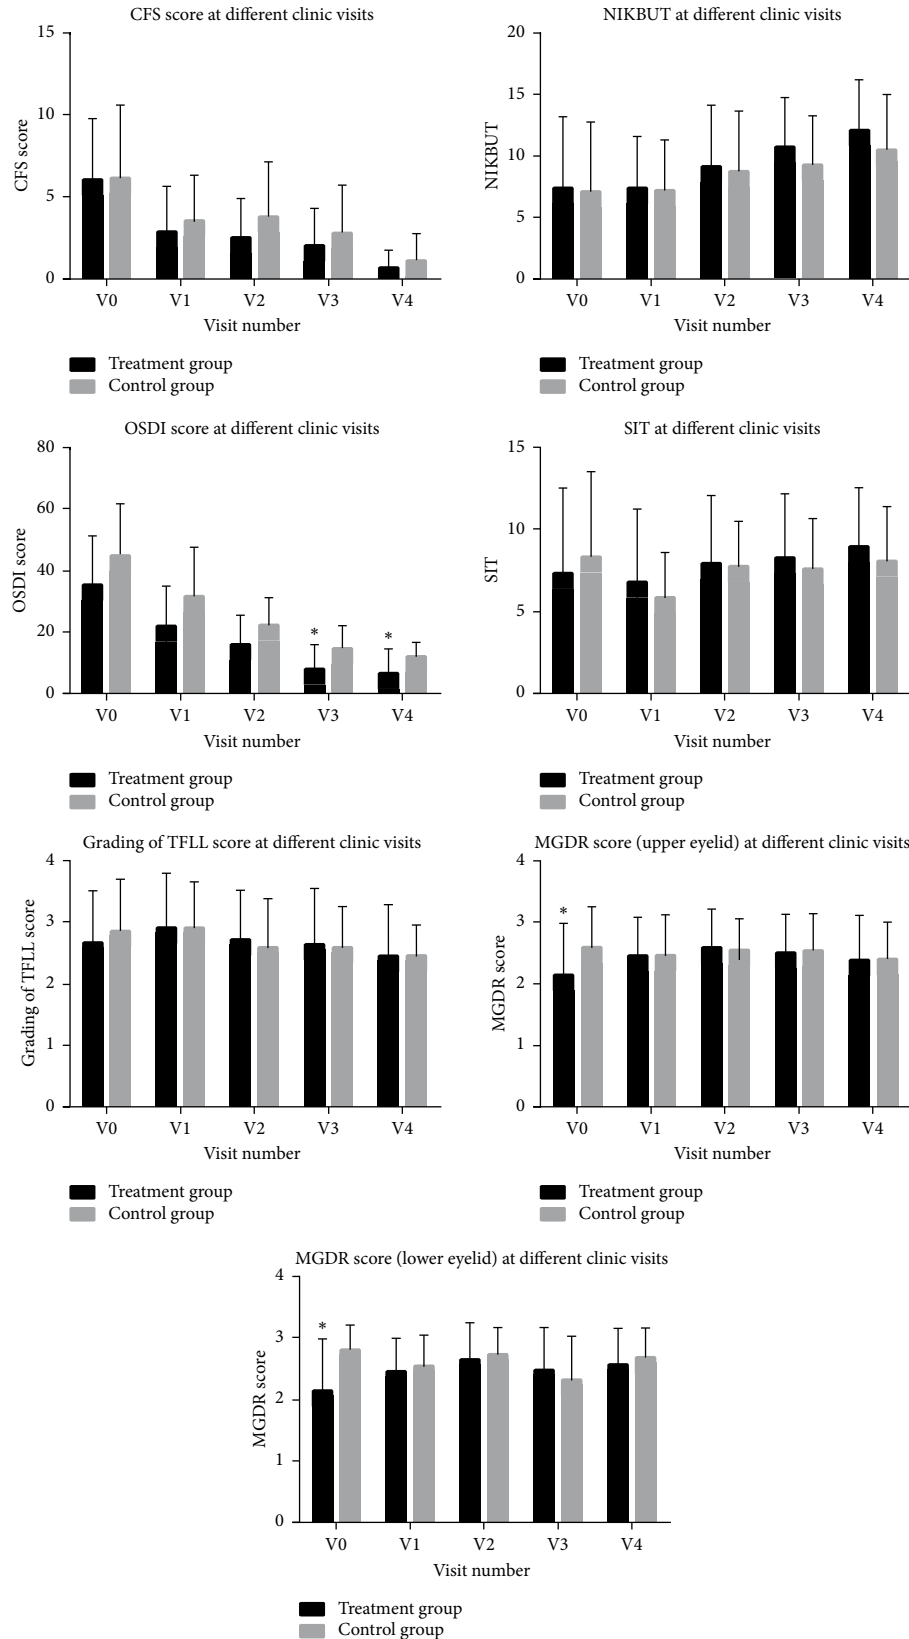 CFS score at different clinic visits
15
10
5
0
CFS score
V0 V1 V2 V3 V4
Visit number
Treatment group
Control group
NIKBUT at different clinic visits
20
15
10
5
0
NIKBUT
V0 V1 V2 V3 V4
Visit number
Treatment group
Control group
OSDI score at different clinic visits
80
60
40
20
0
OSDI score
* *
V0 V1 V2 V3 V4
Visit number
Treatment group
Control group
SIT at different clinic visits
15
10
5
0
SIT
V0 V1 V2 V3 V4
Visit number
Treatment group
Control group
Grading of TFLL score at different clinic visits
4
3
2
1
0
Grading of TFLL score
V0 V1 V2 V3 V4
Visit number
Treatment group
Control group
MGDR score (upper eyelid) at different clinic visits
4
3
2
1
0
MGDR score
*
V0 V1 V2 V3 V4
Visit number
Treatment group
Control group
MGDR score (lower eyelid) at different clinic visits
4
3
2
1
0
MGDR score
*
V0 V1 V2 V3 V4
Visit number
Treatment group
Control group